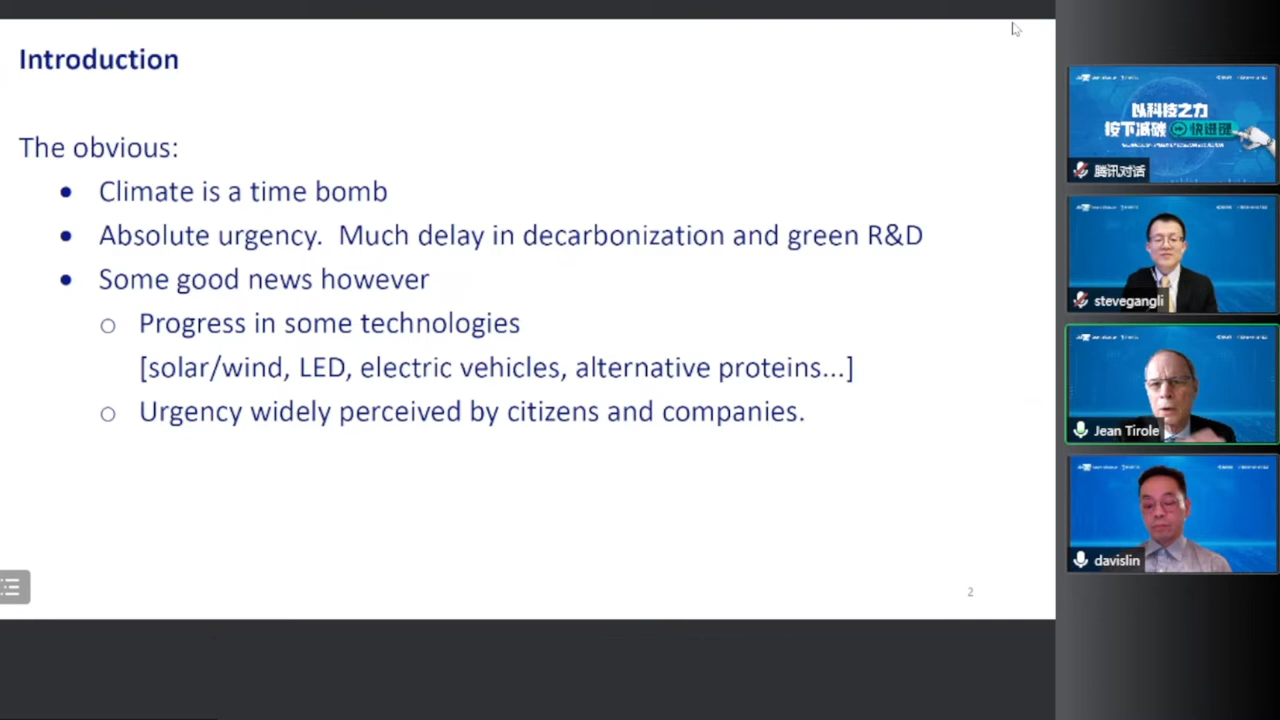 Introduction
The obvious:
• Climate is a time bomb
• Absolute urgency. Much delay in decarbonization and green R&D
• Some good news however
○ Progress in some technologies
[solar/wind, LED, electric vehicles, alternative proteins...]
○ Urgency widely perceived by citizens and companies.
2
以科技之力
按下减碳 快进键
腾讯对话
stevegangli
Jean Tirole
davislin